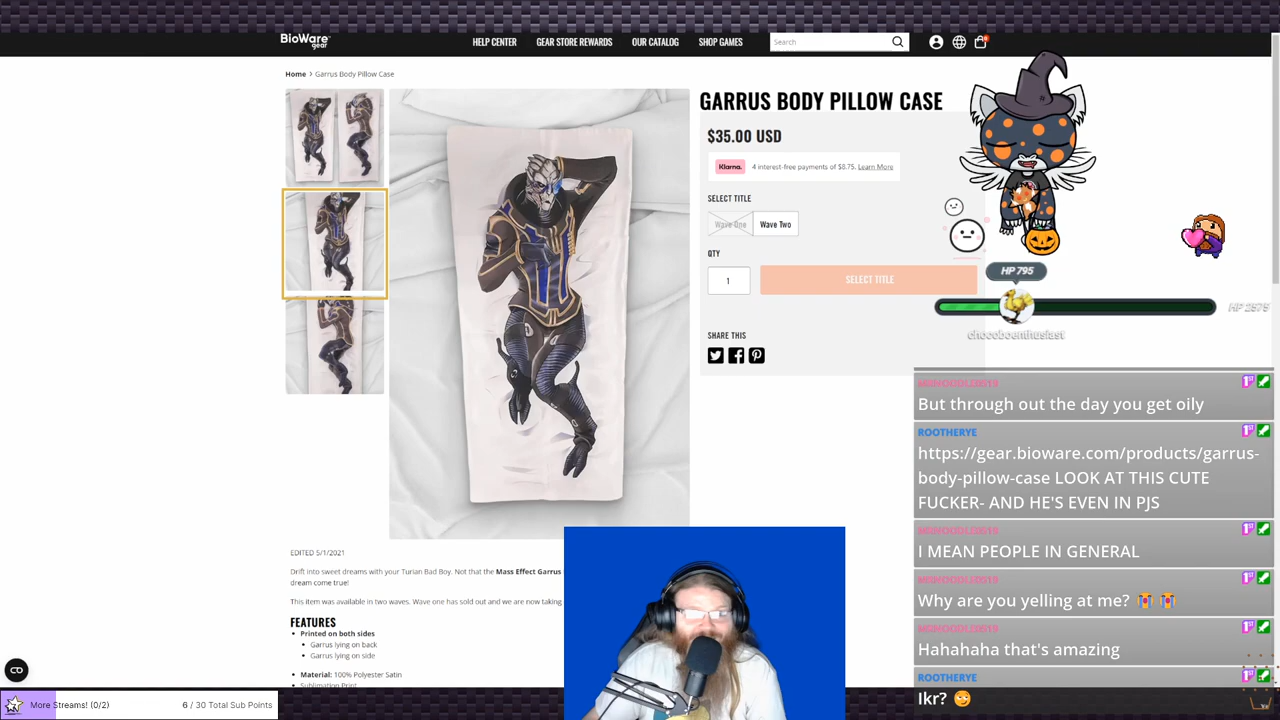 BioWare
gear
HELP CENTER
GEAR STORE REWARDS
OUR CATALOG
SHOP GAMES
Search
Home > Garrus Body Pillow Case
GARRUS BODY PILLOW CASE
$35.00 USD
Klarna. 4 interest-free payments of $8.75. Learn More
SELECT TITLE
Wave One
Wave Two
QTY
1
SELECT TITLE
SHARE THIS
HP 795
HP 2575
chocoboenthusiast
But through out the day you get oily
ROOTHERYE
https://gear.bioware.com/products/garrus-
body-pillow-case LOOK AT THIS CUTE
FUCKER- AND HE'S EVEN IN PJS
I MEAN PEOPLE IN GENERAL
Why are you yelling at me? 😭 😭
Hahahaha that's amazing
ROOTHERYE
Ikr? 😏
EDITED 5/1/2021
Drift into sweet dreams with your Turian Bad Boy. Not that the Mass Effect Garrus
dream come true!
This item was available in two waves. Wave one has sold out and we are now taking
FEATURES
• Printed on both sides
• Garrus lying on back
• Garrus lying on side
• Material: 100% Polyester Satin
• Sublimation Print
More Streams! (0/2)
6 / 30 Total Sub Points